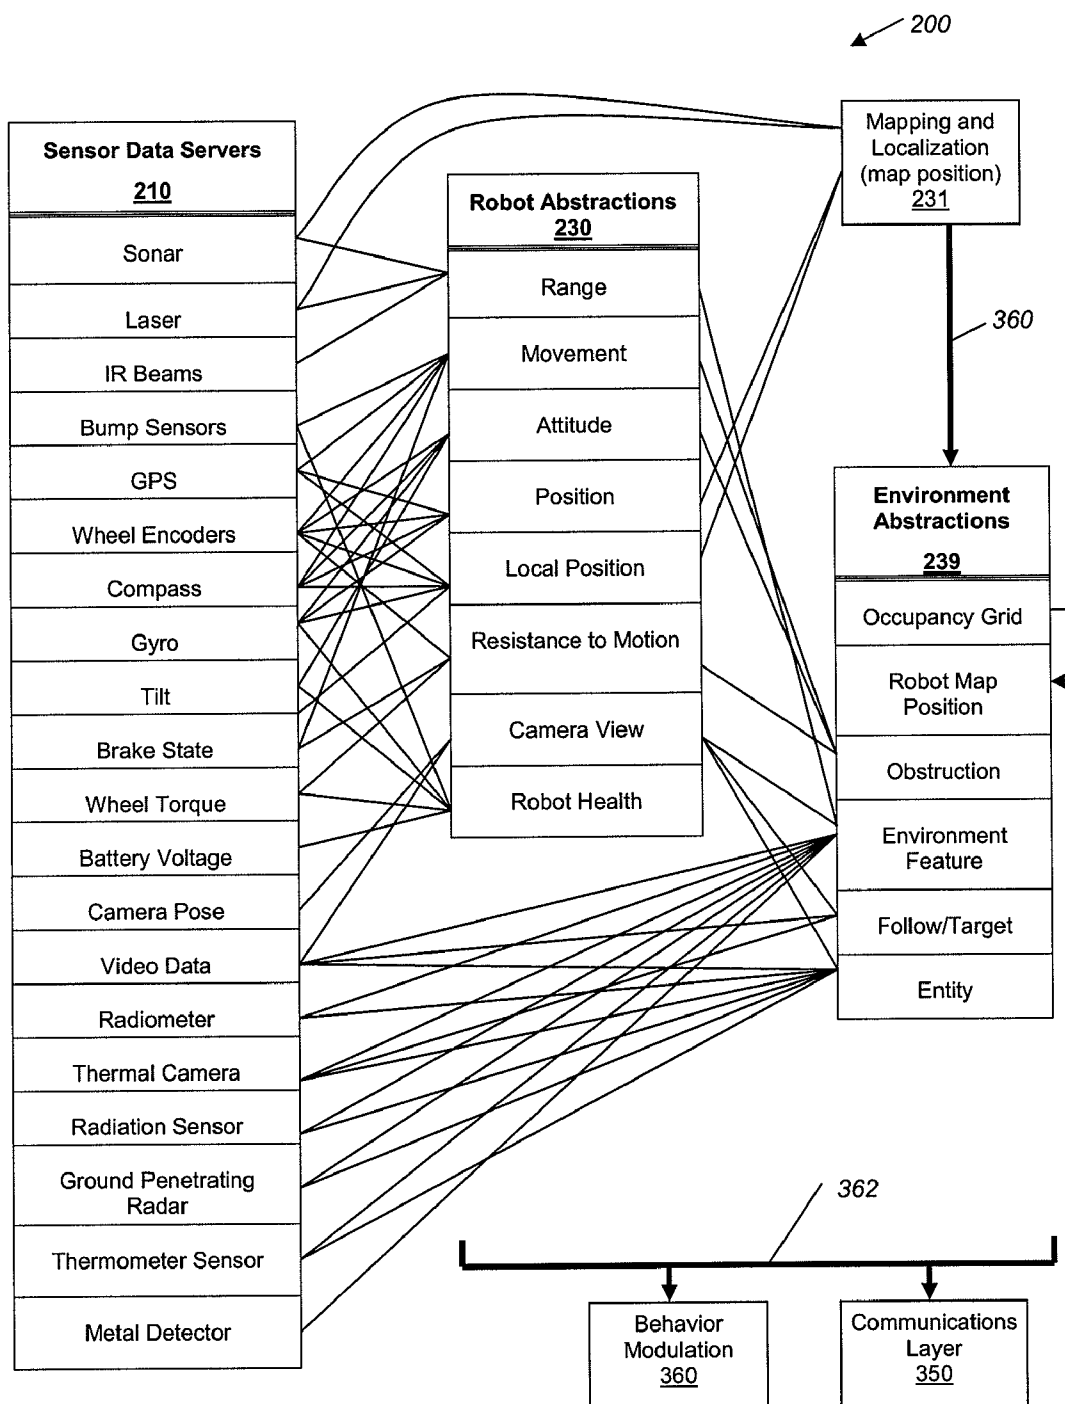 200
Sensor Data Servers
210
Sonar
Laser
IR Beams
Bump Sensors
GPS
Wheel Encoders
Compass
Gyro
Tilt
Brake State
Wheel Torque
Battery Voltage
Camera Pose
Video Data
Radiometer
Thermal Camera
Radiation Sensor
Ground Penetrating
Radar
Thermometer Sensor
Metal Detector
Robot Abstractions
230
Range
Movement
Attitude
Position
Local Position
Resistance to Motion
Camera View
Robot Health
Mapping and
Localization
(map position)
231
360
Environment
Abstractions
239
Occupancy Grid
Robot Map
Position
Obstruction
Environment
Feature
Follow/Target
Entity
362
Behavior
Modulation
360
Communications
Layer
350